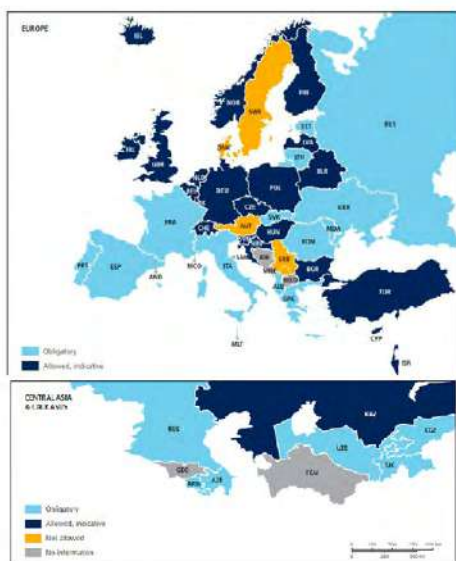 EUROPE
ISL
NOR
SWE
FIN
RUS
EST
DNK
LTU
IRL
GBR
BLR
NLD
DEU
POL
BEL
CZE
UKR
SVK
FRA
CHE
AUT
HUN
MDA
ROM
PRT
ESP
AND
MCO
ITA
SRB
BGR
ALB
GRC
TUR
MLT
CYP
ISR
Obligatory
Allowed, indicative
CENTRAL ASIA
RUS
KAZ
GEO
ARM
AZE
UZB
KGZ
TKM
TJK
Obligatory
Allowed, indicative
Not allowed
No information